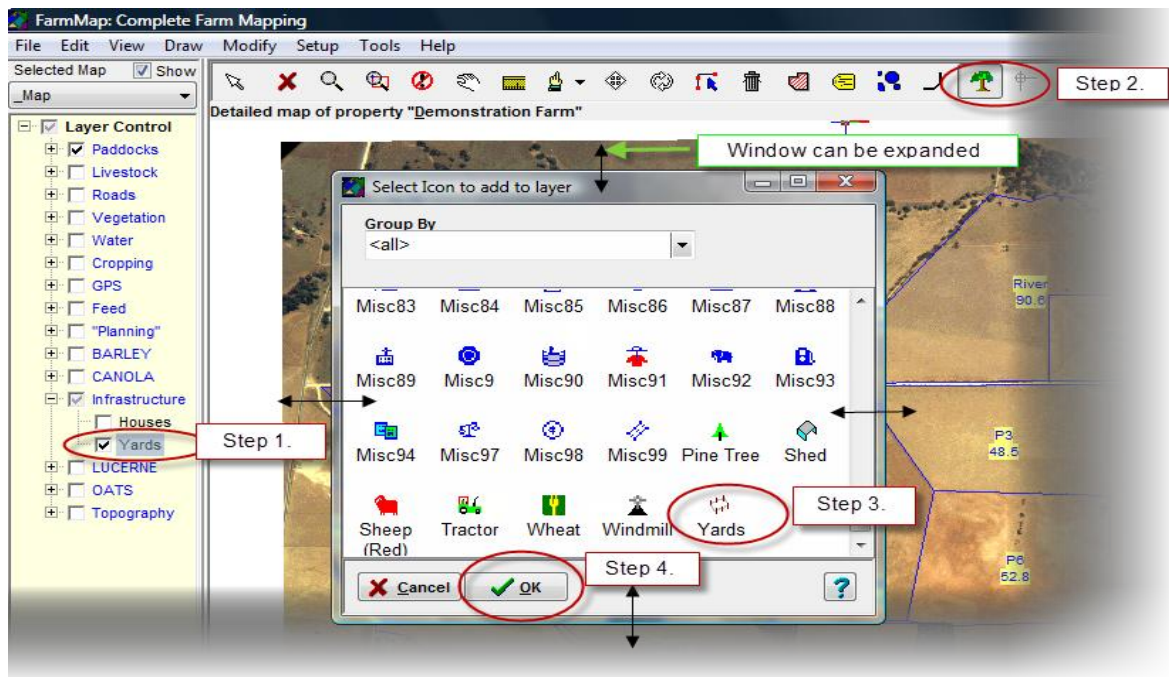 FarmMap: Complete Farm Mapping
File Edit View Draw Modify Setup Tools Help
Selected Map Show
_Map
Step 2.
Detailed map of property "Demonstration Farm"
Layer Control
Paddocks
Livestock
Roads
Vegetation
Water
Cropping
GPS
Feed
"Planning"
BARLEY
CANOLA
Infrastructure
Houses
Yards
LUCERNE
OATS
Topography
Step 1.
Window can be expanded
Select Icon to add to layer
Group By
<all>
Misc83 Misc84 Misc85 Misc86 Misc87 Misc88
Misc89 Misc9 Misc90 Misc91 Misc92 Misc93
Misc94 Misc97 Misc98 Misc99 Pine Tree Shed
Sheep (Red) Tractor Wheat Windmill Yards
Step 3.
Step 4.
Cancel OK ?
River
90.6
P3
48.5
P6
52.8